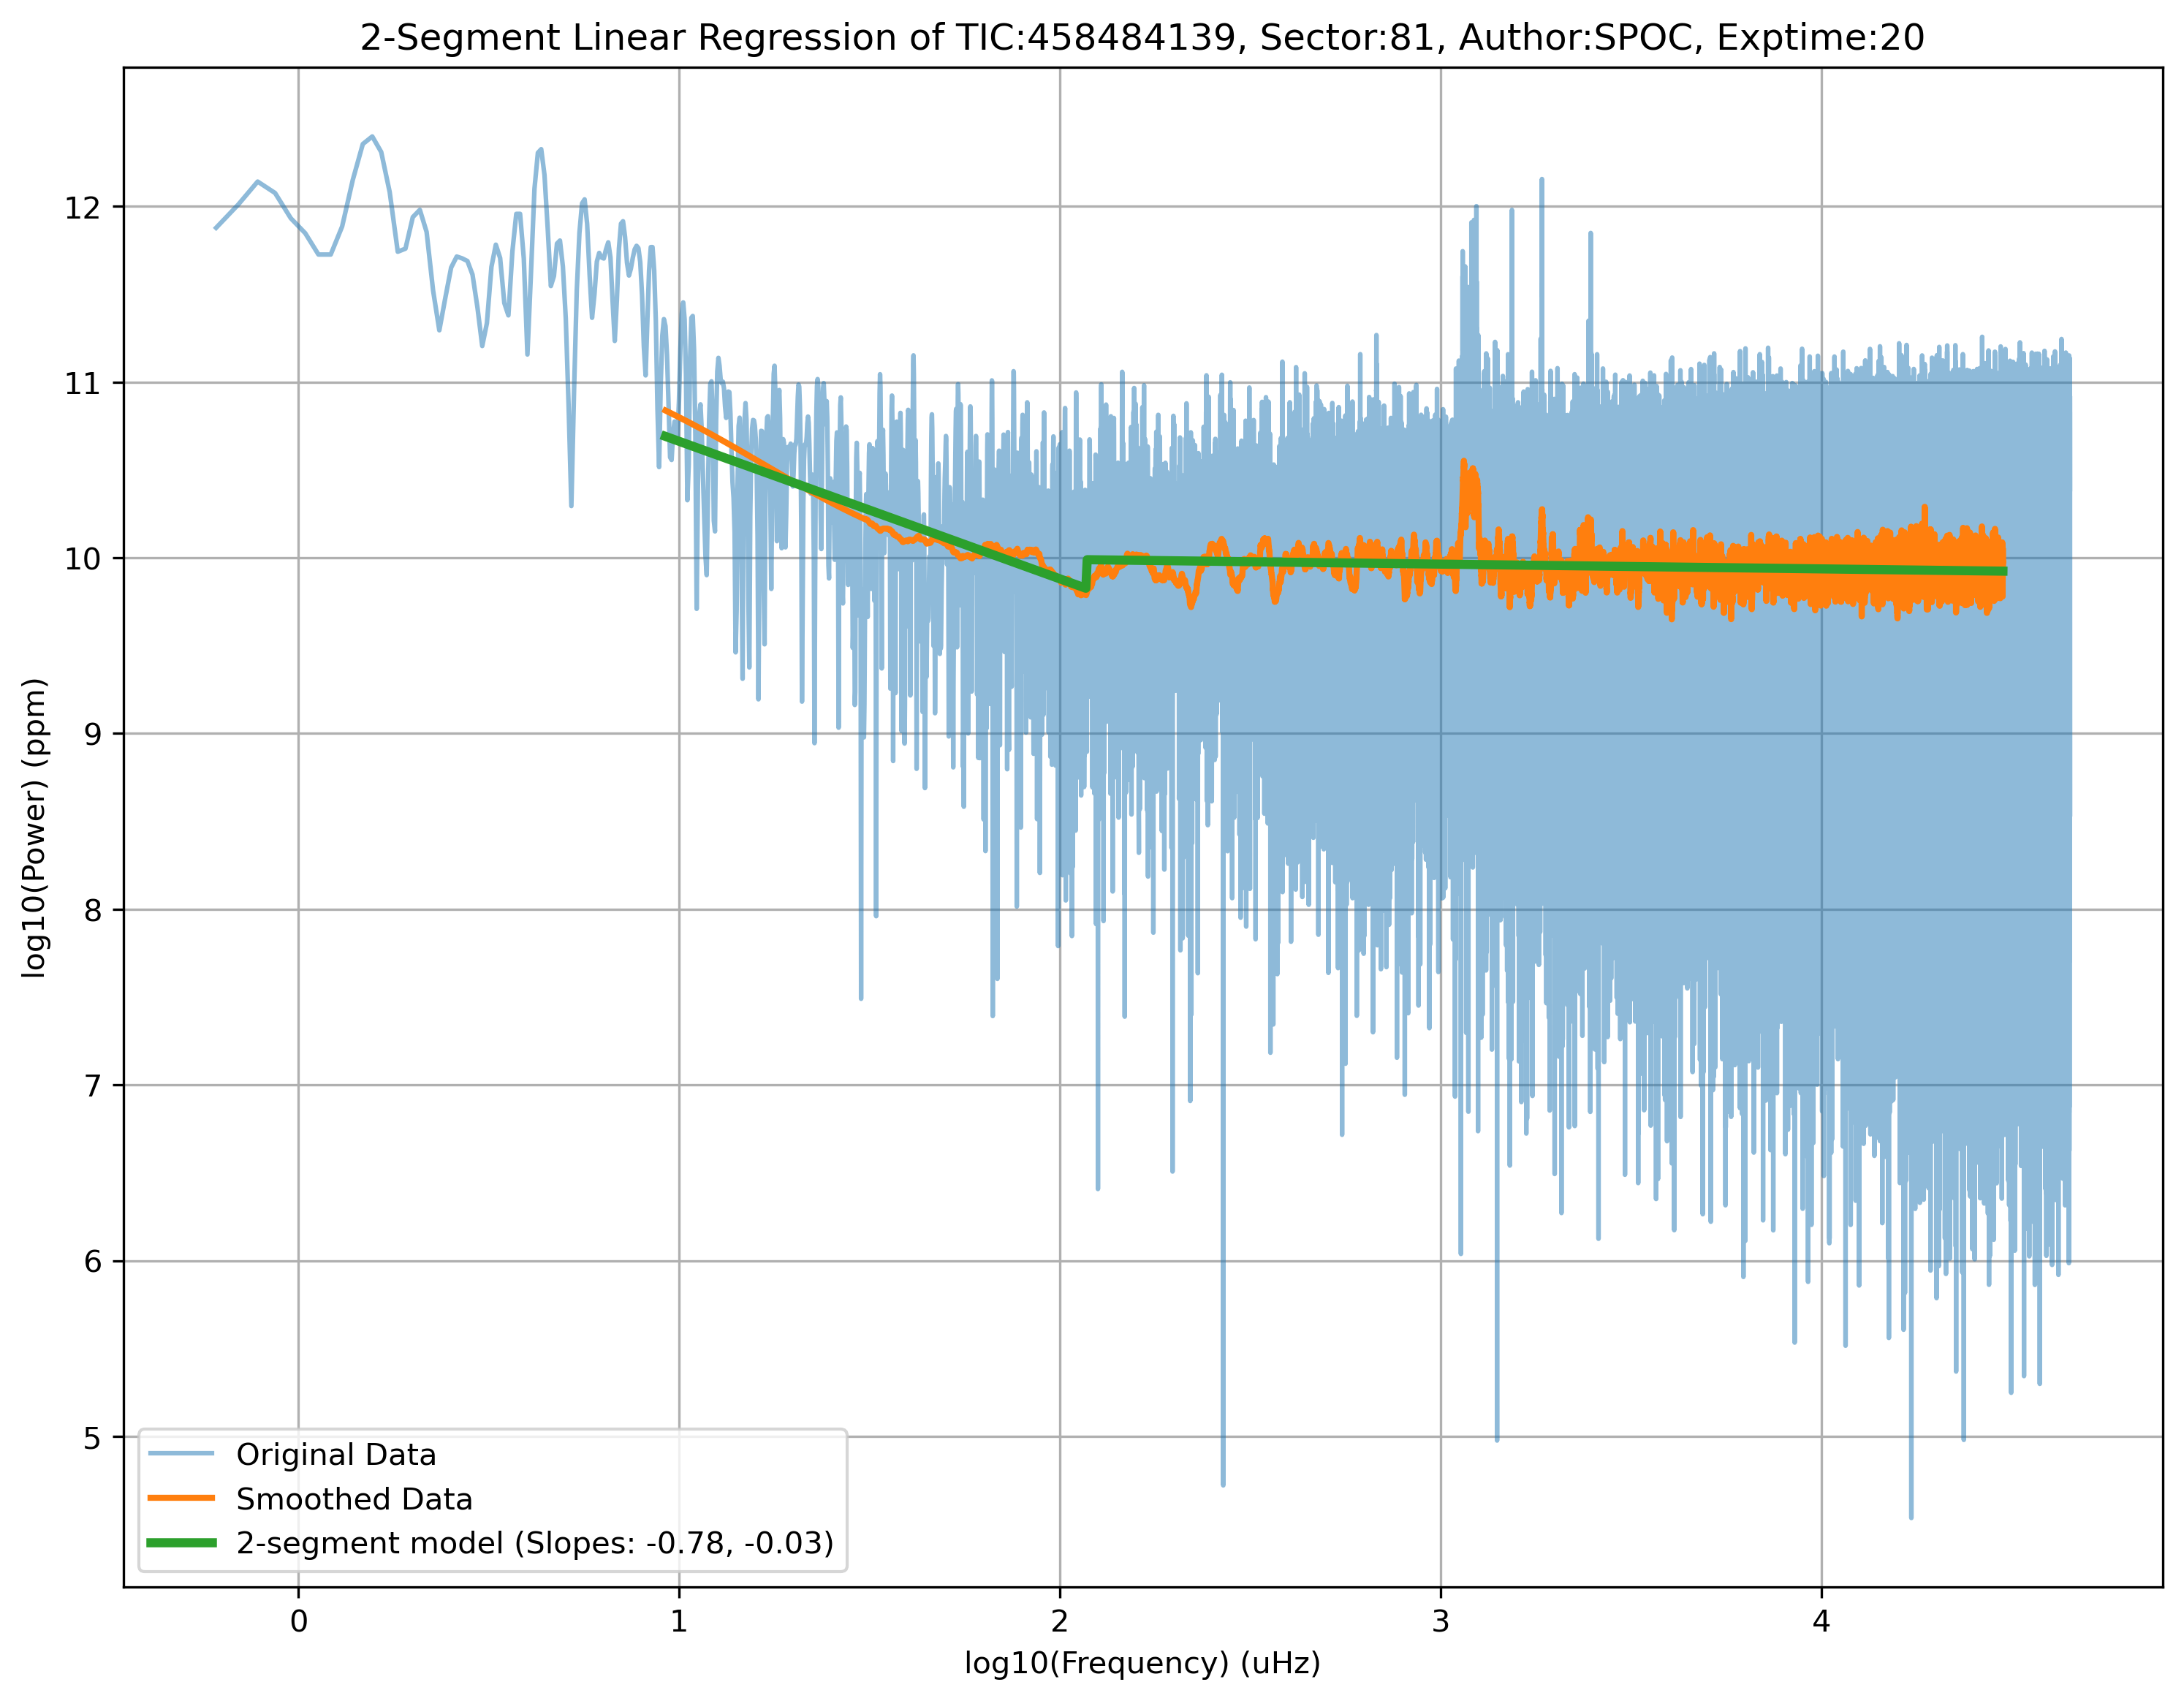 2-Segment Linear Regression of TIC:458484139, Sector:81, Author:SPOC, Exptime:20
12
11
10
9
8
7
6
5
log10(Power) (ppm)
Original Data
Smoothed Data
2-segment model (Slopes: -0.78, -0.03)
0
1
2
3
4
log10(Frequency) (uHz)